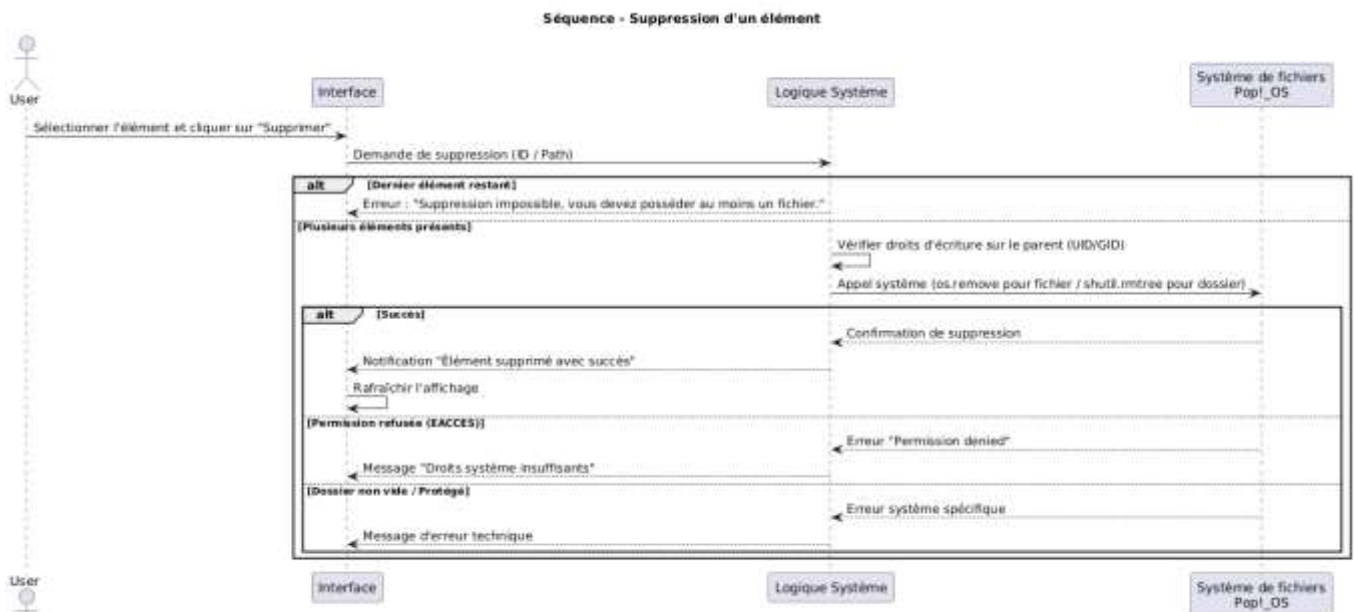 Séquence - Suppression d'un élément
User
Interface
Logique Système
Système de fichiers
Pop!_OS
Sélectionner l'élément et cliquer sur "Supprimer"
Demande de suppression (ID / Path)
alt [Dernier élément restant]
Erreur : "Suppression impossible, vous devez posséder au moins un fichier."
[Plusieurs éléments présents]
Vérifier droits d'écriture sur le parent (UID/GID)
Appel système (os.remove pour fichier / shutil.rmtree pour dossier)
alt [Succès]
Confirmation de suppression
Notification "Élément supprimé avec succès"
Rafraîchir l'affichage
[Permission refusée (EACCES)]
Erreur "Permission denied"
Message "Droits système insuffisants"
[Dossier non vide / Protégé]
Erreur système spécifique
Message d'erreur technique
User
Interface
Logique Système
Système de fichiers
Pop!_OS